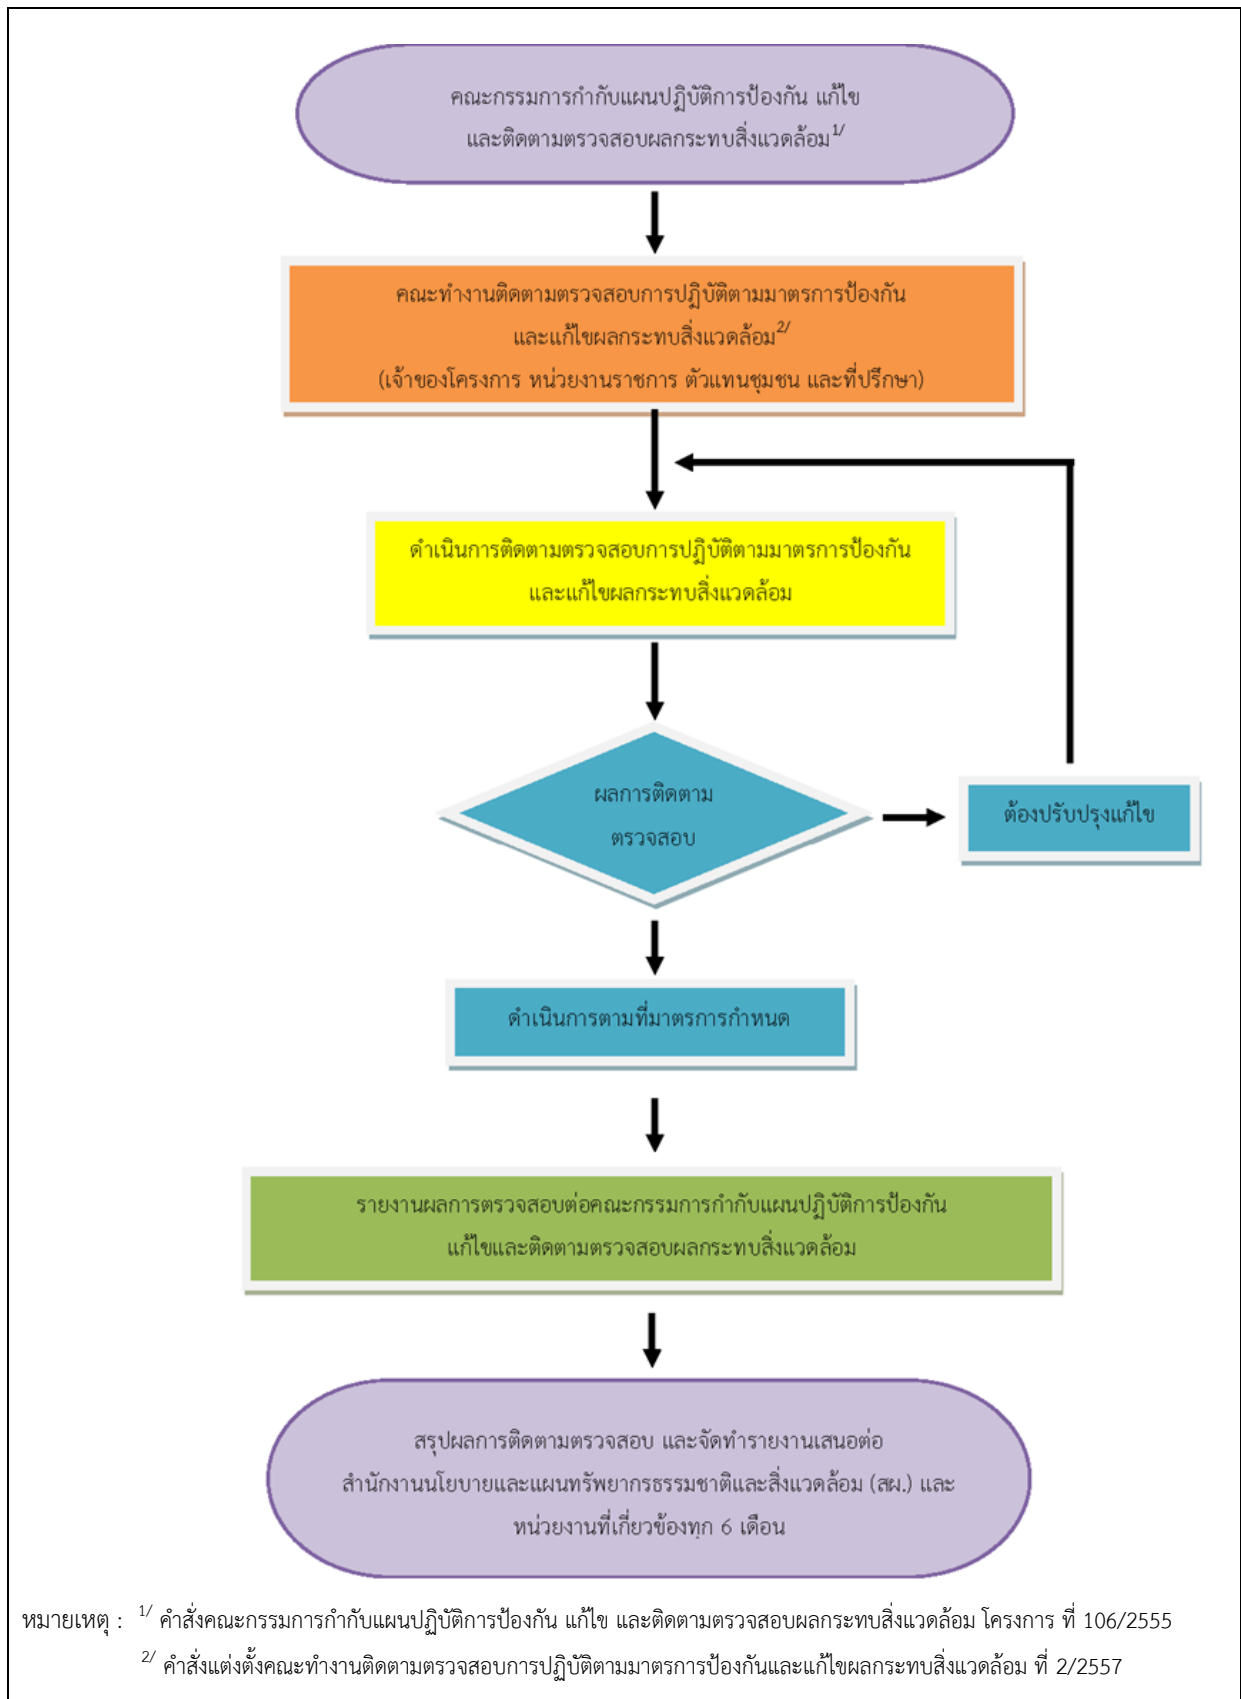 คณะกรรมการกำกับแผนปฏิบัติการป้องกัน แก้ไข
และติดตามตรวจสอบผลกระทบสิ่งแวดล้อม1/
คณะทำงานติดตามตรวจสอบการปฏิบัติตามมาตรการป้องกัน
และแก้ไขผลกระทบสิ่งแวดล้อม2/
(เจ้าของโครงการ หน่วยงานราชการ ตัวแทนชุมชน และที่ปรึกษา)
ดำเนินการติดตามตรวจสอบการปฏิบัติตามมาตรการป้องกัน
และแก้ไขผลกระทบสิ่งแวดล้อม
ผลการติดตาม
ตรวจสอบ
ต้องปรับปรุงแก้ไข
ดำเนินการตามที่มาตรการกำหนด
รายงานผลการตรวจสอบต่อคณะกรรมการกำกับแผนปฏิบัติการป้องกัน
แก้ไขและติดตามตรวจสอบผลกระทบสิ่งแวดล้อม
สรุปผลการติดตามตรวจสอบ และจัดทำรายงานเสนอต่อ
สำนักงานนโยบายและแผนทรัพยากรธรรมชาติและสิ่งแวดล้อม (สผ.) และ
หน่วยงานที่เกี่ยวข้องทุก 6 เดือน
หมายเหตุ : 1/ คำสั่งคณะกรรมการกำกับแผนปฏิบัติการป้องกัน แก้ไข และติดตามตรวจสอบผลกระทบสิ่งแวดล้อม โครงการ ที่ 106/2555
2/ คำสั่งแต่งตั้งคณะทำงานติดตามตรวจสอบการปฏิบัติตามมาตรการป้องกันและแก้ไขผลกระทบสิ่งแวดล้อม ที่ 2/2557